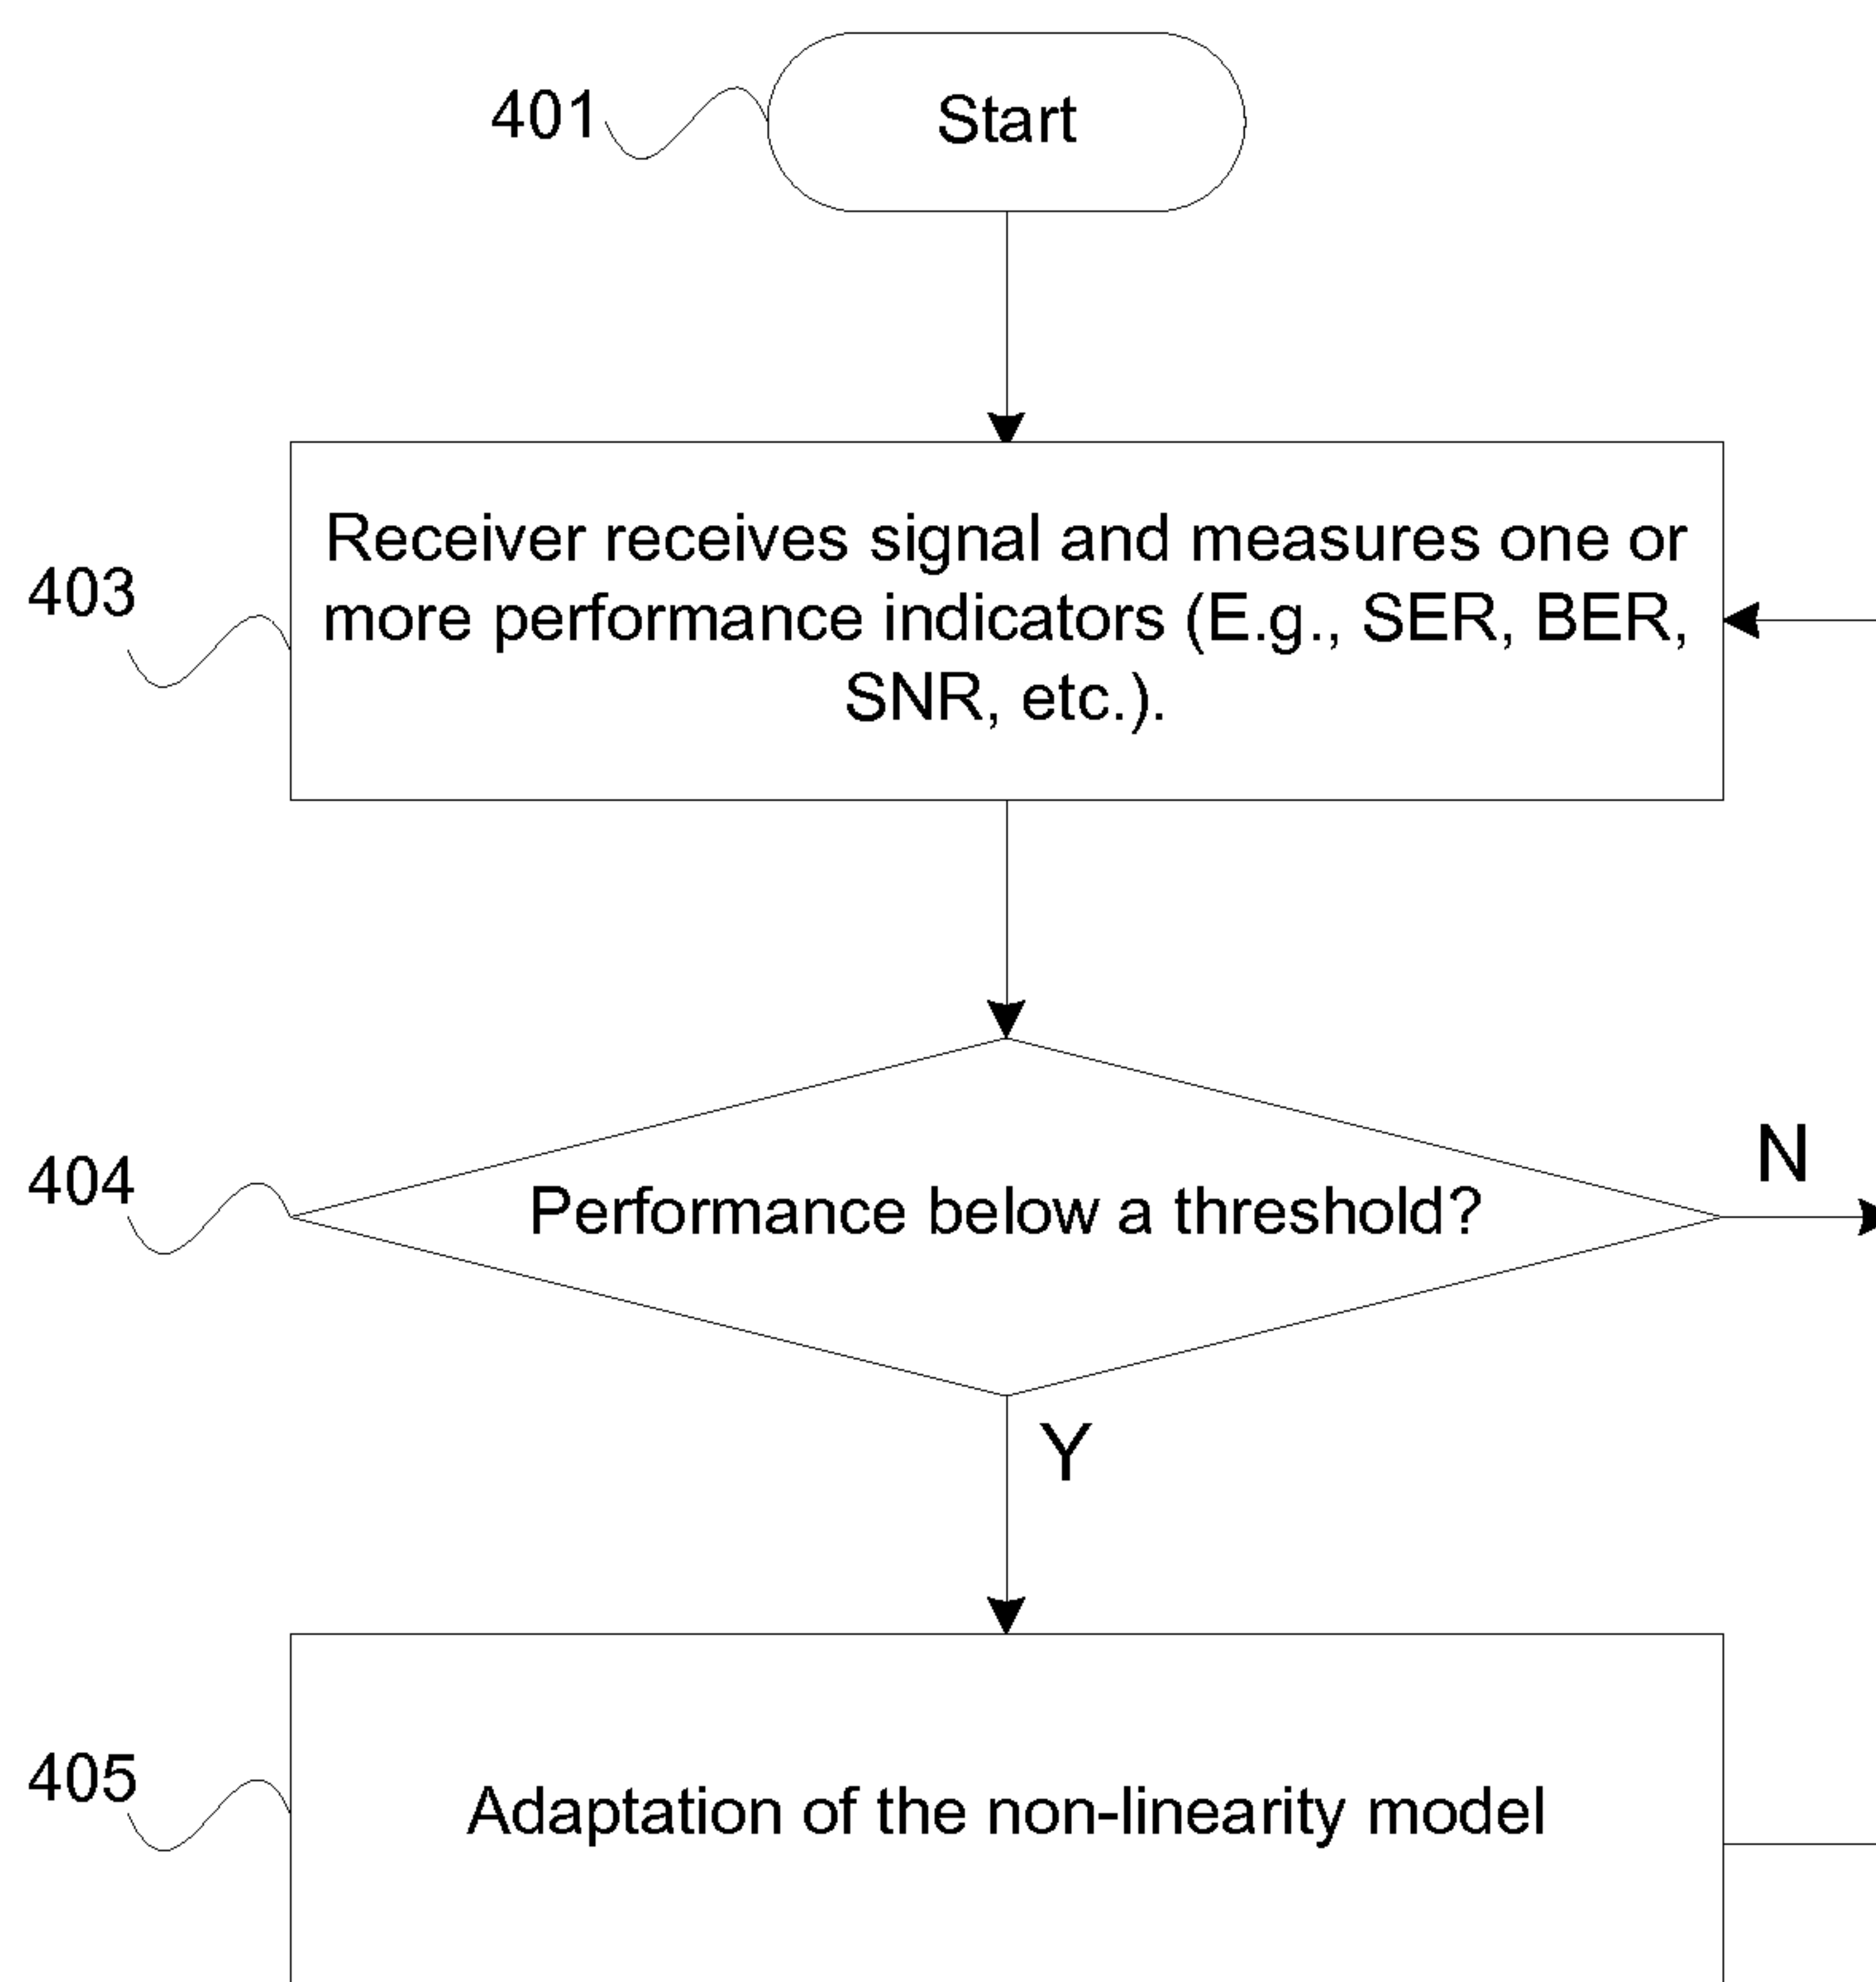 401
Start
403
Receiver receives signal and measures one or
more performance indicators (E.g., SER, BER,
SNR, etc.).
404
Performance below a threshold?
N
Y
405
Adaptation of the non-linearity model